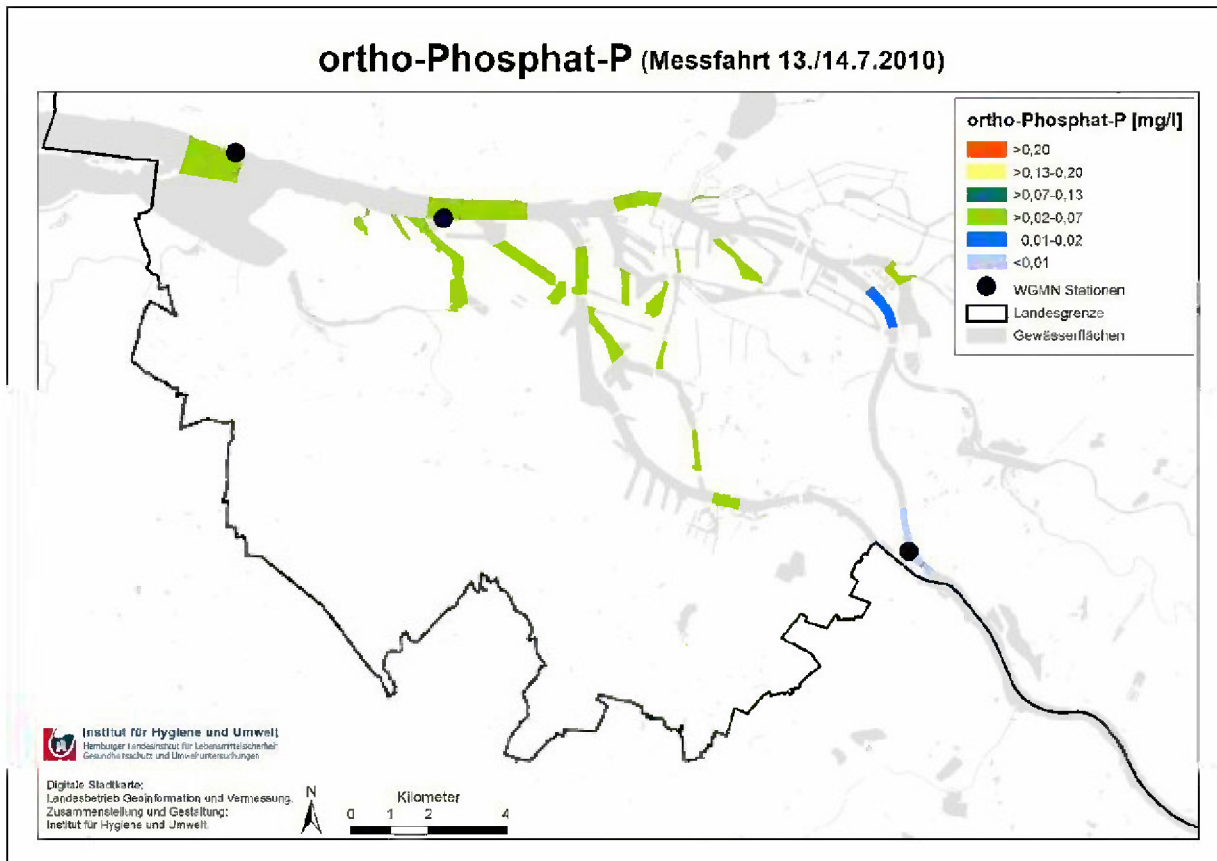 ortho-Phosphat-P (Messfahrt 13./14.7.2010)
ortho-Phosphat-P [mg/l]
>0,20
>0,13-0,20
>0,07-0,13
>0,02-0,07
0,01-0,02
<0,01
WGMN Stationen
Landesgrenze
Gewässerflächen
Institut für Hygiene und Umwelt
Hamburger Landesinstitut für Lebensmittelsicherheit
Gesundheitsschutz und Umweltuntersuchungen
Digitale Stadtkarte:
Landesbetrieb Geoinformation und Vermessung.
Zusammenstellung und Gestaltung:
Institut für Hygiene und Umwelt.
N
Kilometer
0 1 2 4